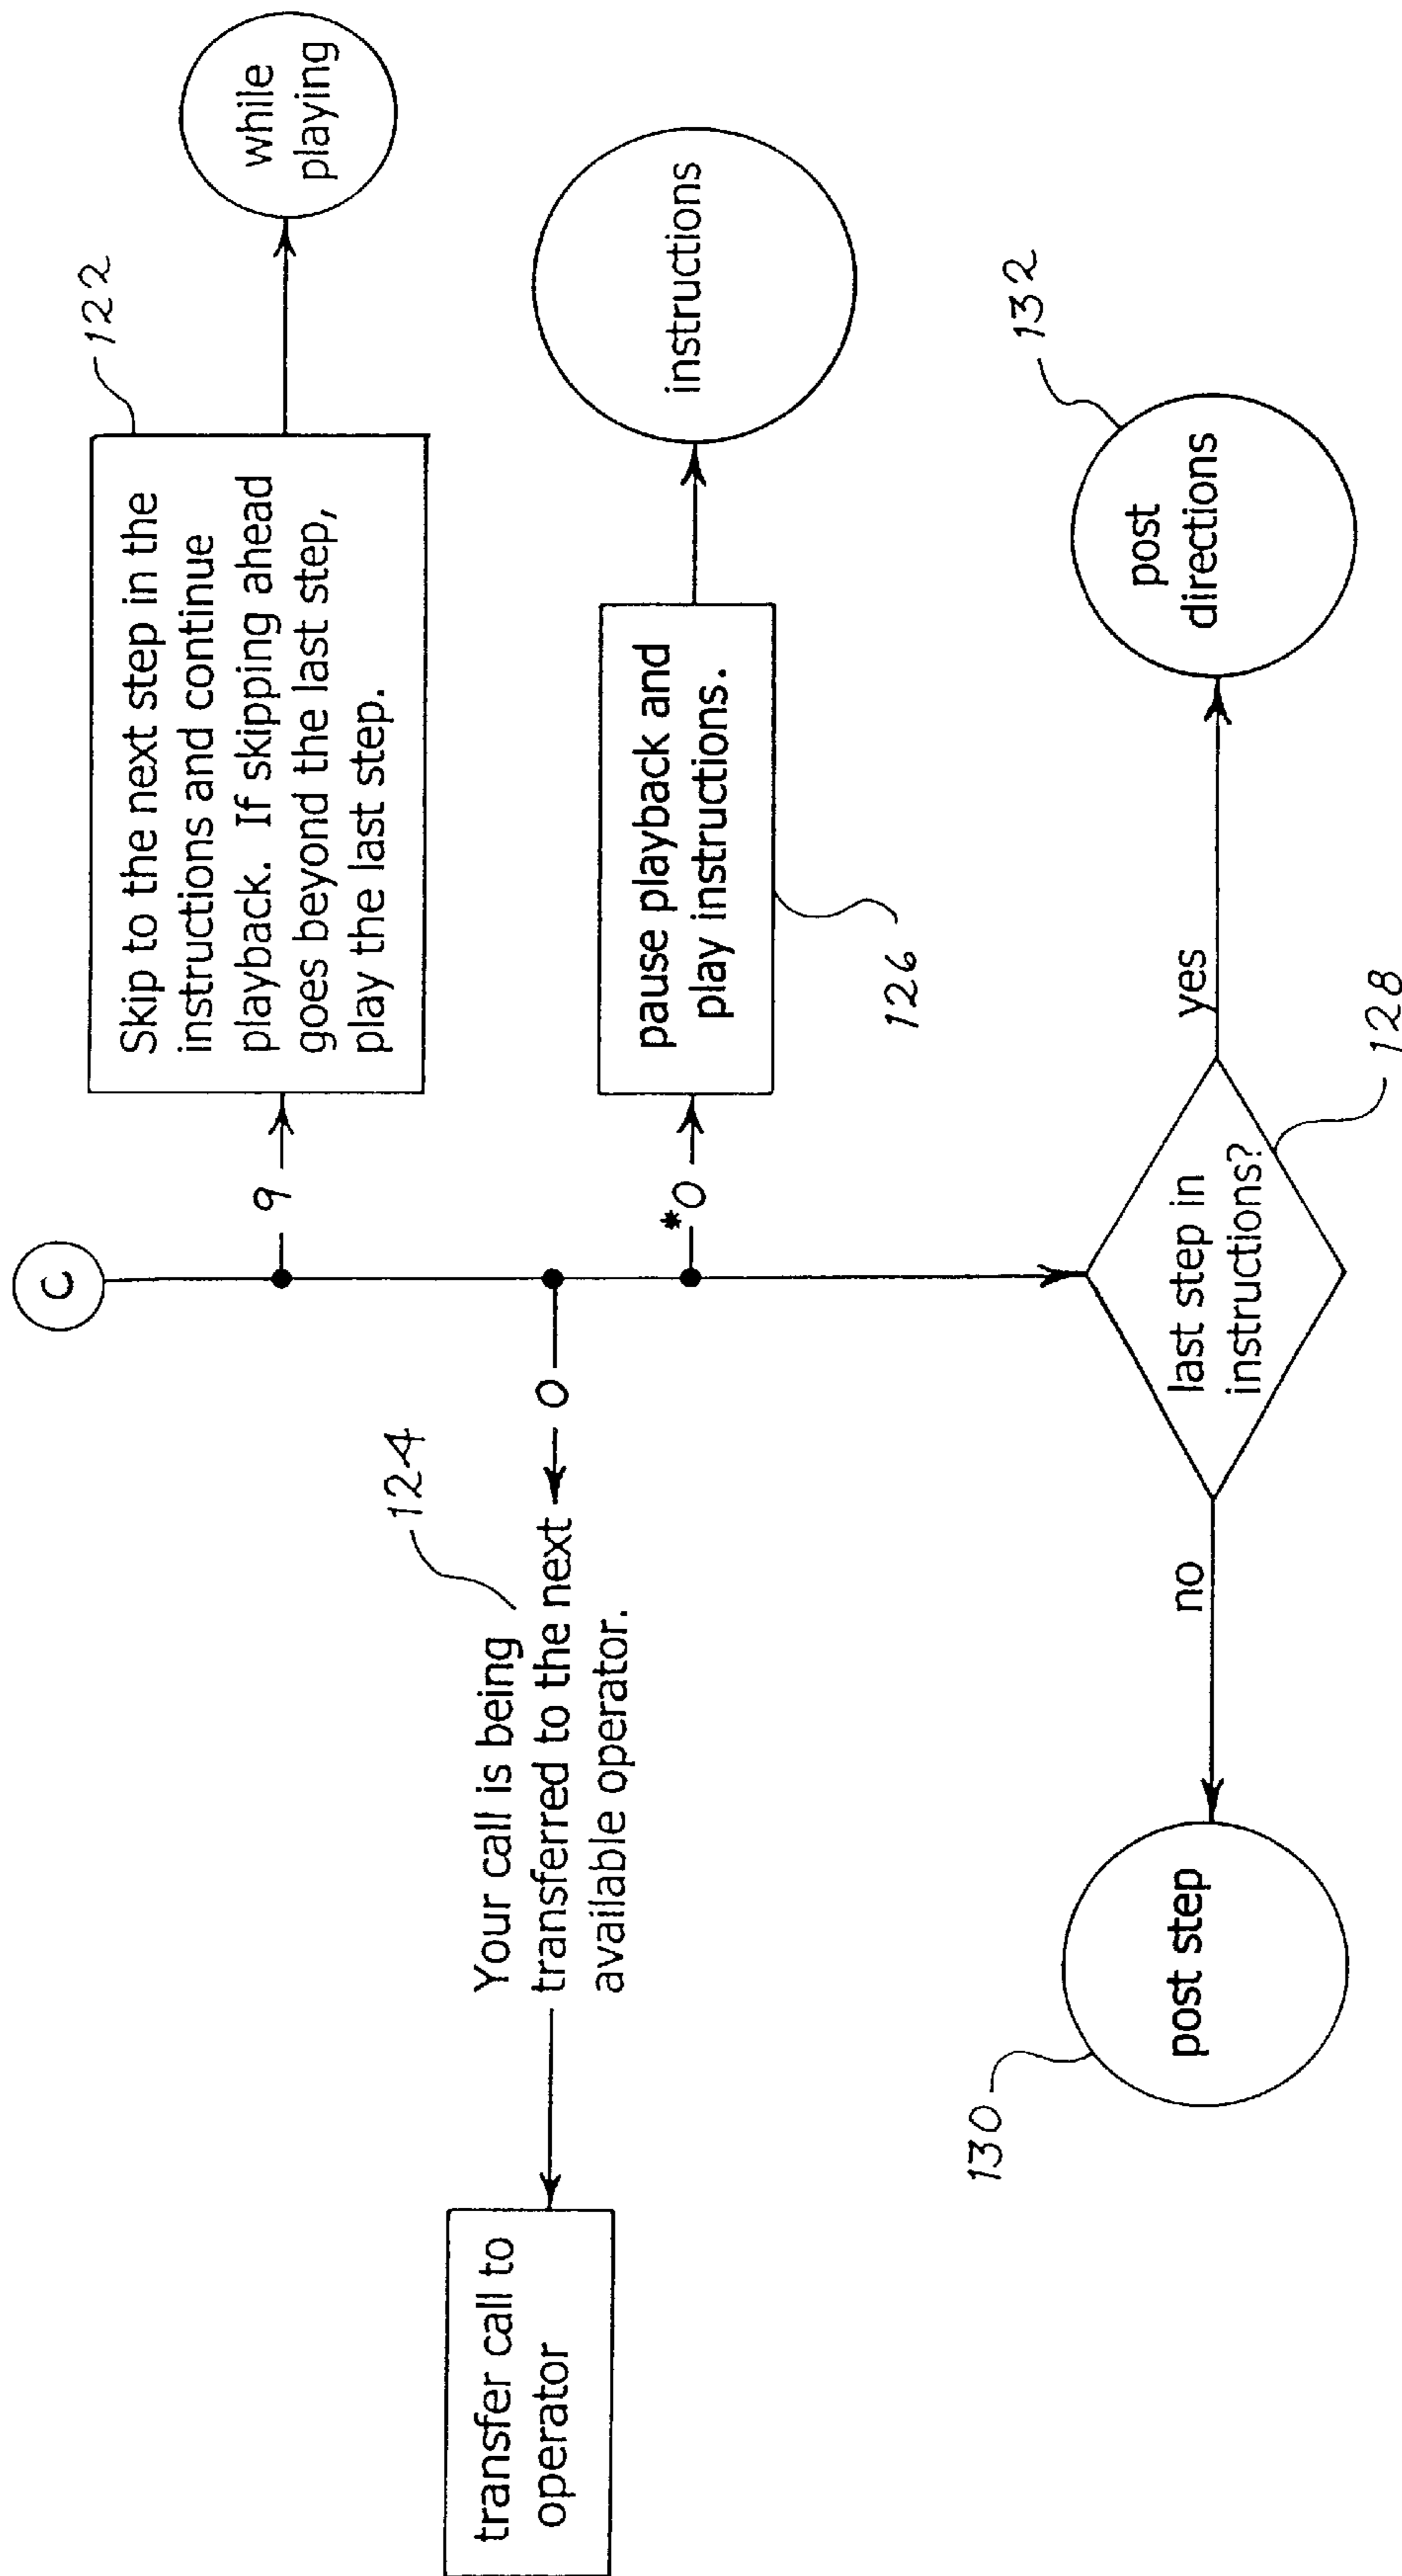 C
9
Skip to the next step in the
instructions and continue
playback. If skipping ahead
goes beyond the last step,
play the last step.
122
while
playing
0
124
Your call is being
transferred to the next
available operator.
transfer call to
operator
*0
pause playback and
play instructions.
126
instructions
last step in
instructions?
128
no
post step
130
yes
post
directions
132